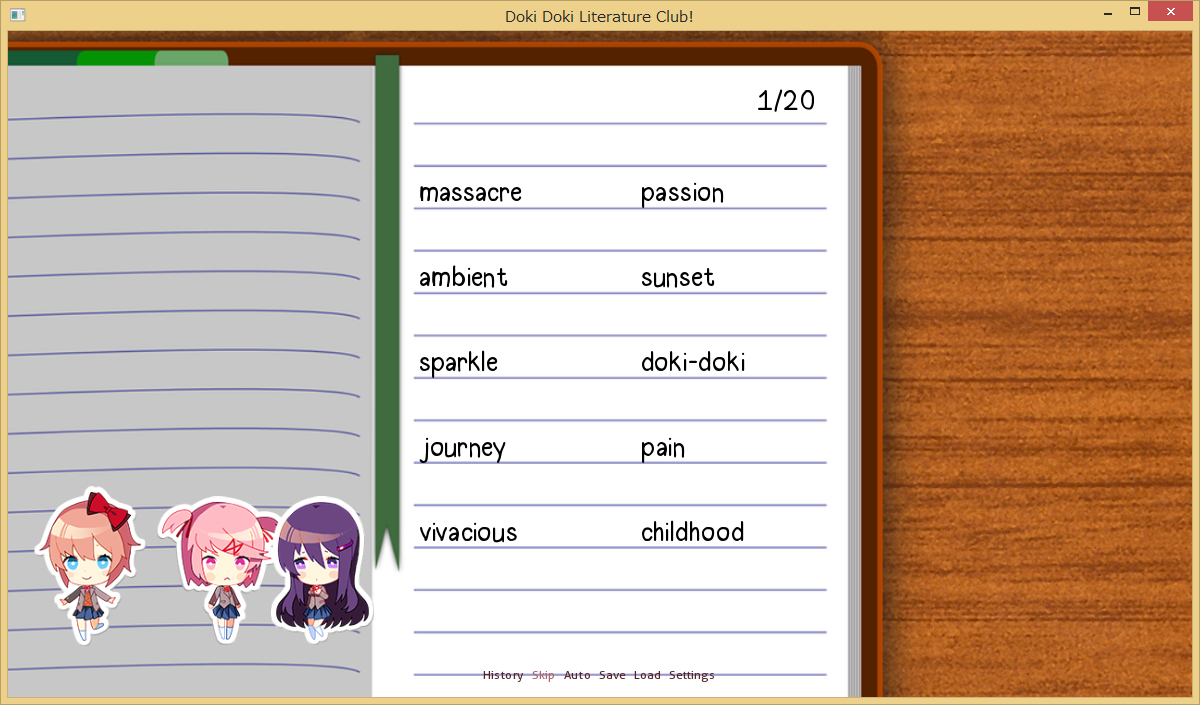 Doki Doki Literature Club!
1/20
massacre passion
ambient sunset
sparkle doki-doki
journey pain
vivacious childhood
History Skip Auto Save Load Settings